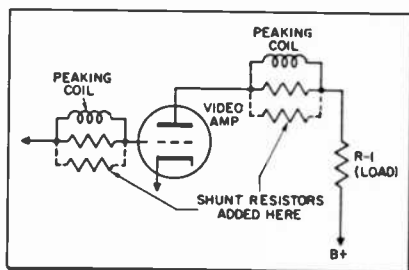 PEAKING
COIL
PEAKING
COIL
VIDEO
AMP
R-1
(LOAD)
SHUNT RESISTORS
ADDED HERE
B+